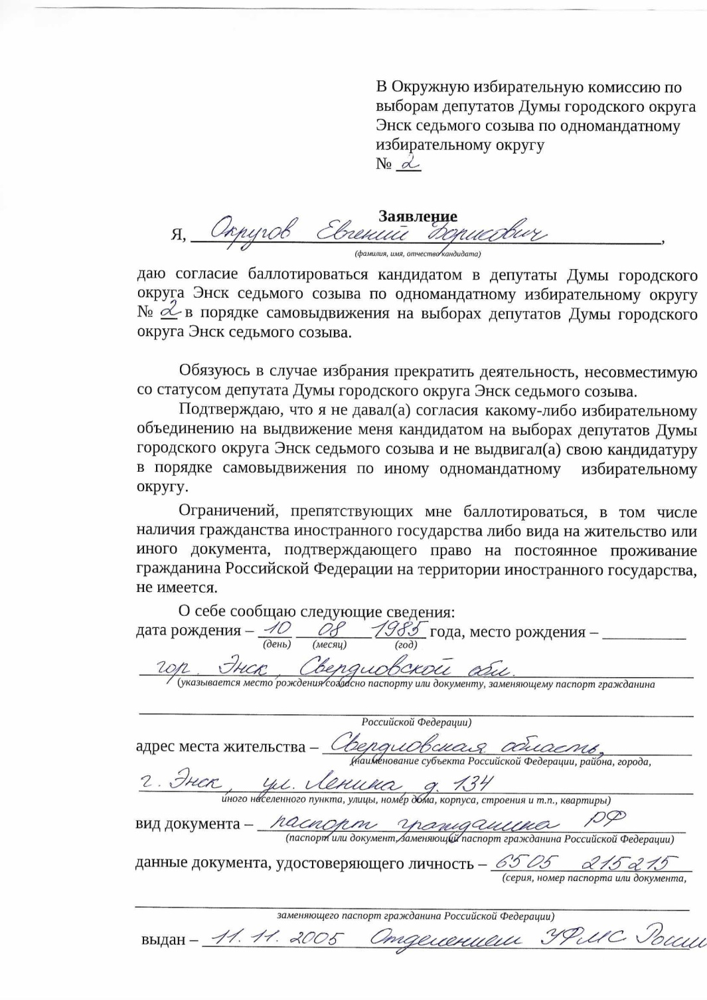 В Окружную избирательную комиссию по
выборам депутатов Думы городского округа
Энск седьмого созыва по одномандатному
избирательному округу
№ 2
Заявление
Я, Округов Евгений Борисович,
(фамилия, имя, отчество кандидата)
даю согласие баллотироваться кандидатом в депутаты Думы городского
округа Энск седьмого созыва по одномандатному избирательному округу
№ 2 в порядке самовыдвижения на выборах депутатов Думы городского
округа Энск седьмого созыва.
Обязуюсь в случае избрания прекратить деятельность, несовместимую
со статусом депутата Думы городского округа Энск седьмого созыва.
Подтверждаю, что я не давал(а) согласия какому-либо избирательному
объединению на выдвижение меня кандидатом на выборах депутатов Думы
городского округа Энск седьмого созыва и не выдвигал(а) свою кандидатуру
в порядке самовыдвижения по иному одномандатному избирательному
округу.
Ограничений, препятствующих мне баллотироваться, в том числе
наличия гражданства иностранного государства либо вида на жительство или
иного документа, подтверждающего право на постоянное проживание
гражданина Российской Федерации на территории иностранного государства,
не имеется.
О себе сообщаю следующие сведения:
дата рождения – 10 08 1985 года, место рождения –
(день) (месяц) (год)
гор. Энск, Свердловской обл.
(указывается место рождения согласно паспорту или документу, заменяющему паспорт гражданина
Российской Федерации)
адрес места жительства – Свердловская область,
(наименование субъекта Российской Федерации, района, города,
г. Энск, ул. Ленина, д. 134
иного населенного пункта, улицы, номер дома, корпуса, строения и т.п., квартиры)
вид документа – паспорт гражданина РФ
(паспорт или документ, заменяющий паспорт гражданина Российской Федерации)
данные документа, удостоверяющего личность – 6505 215215
(серия, номер паспорта или документа,
заменяющего паспорт гражданина Российской Федерации)
выдан – 11.11.2005 Отделением УФМС России